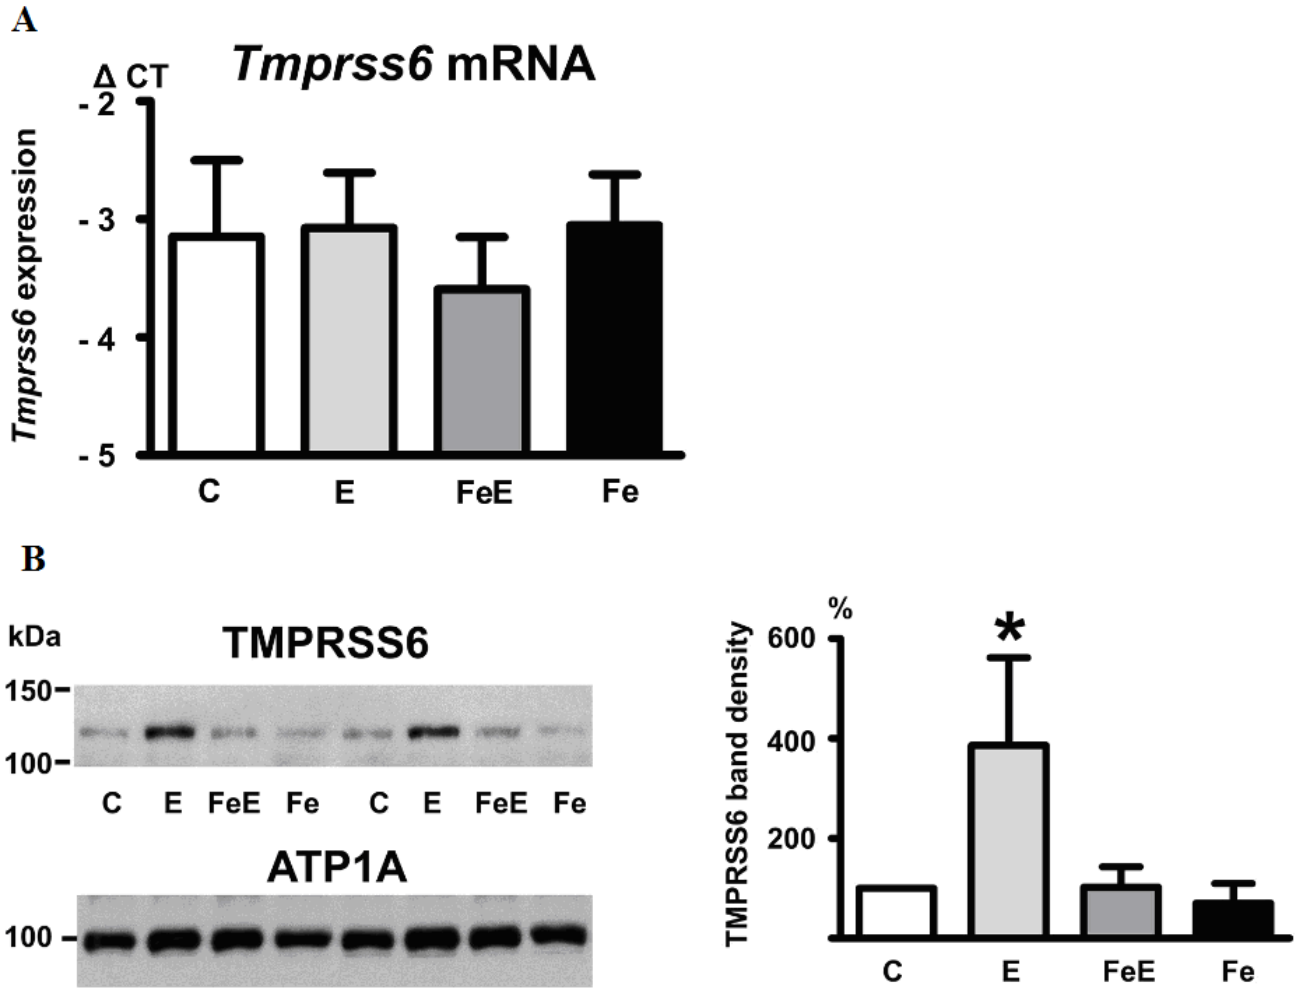 A
Tmprss6 mRNA
Δ CT
- 2
- 3
- 4
- 5
Tmprss6 expression
C E FeE Fe
B
kDa
TMPRSS6
150
100
C E FeE Fe C E FeE Fe
ATP1A
100
%
*
600
400
200
TMPRSS6 band density
C E FeE Fe